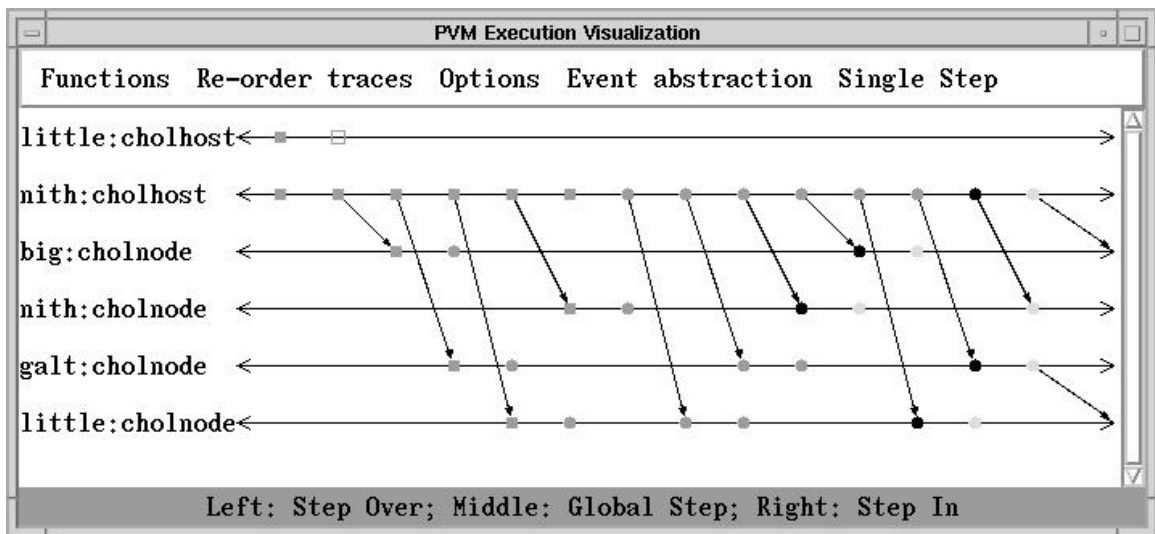 PVM Execution Visualization
Functions Re-order traces Options Event abstraction Single Step
little:cholhost
nith:cholhost
big:cholnode
nith:cholnode
galt:cholnode
little:cholnode
Left: Step Over; Middle: Global Step; Right: Step In